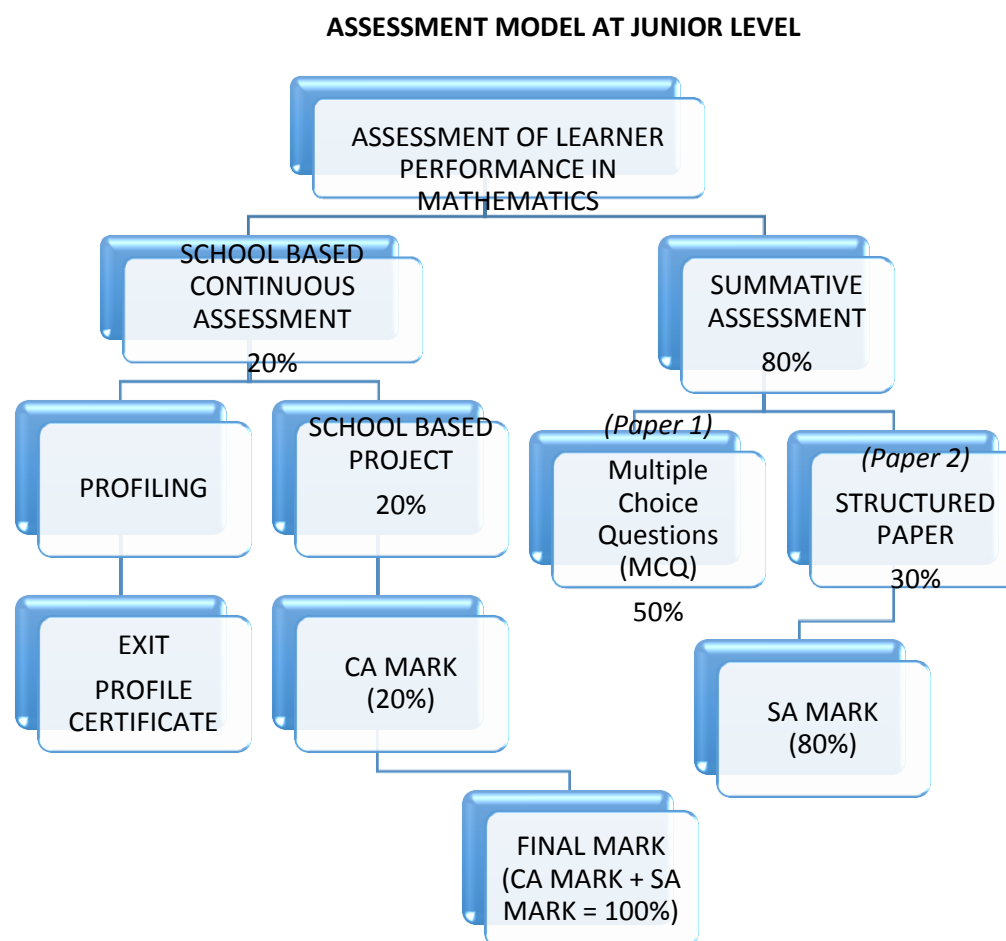 ASSESSMENT MODEL AT JUNIOR LEVEL
ASSESSMENT OF LEARNER
PERFORMANCE IN
MATHEMATICS
SCHOOL BASED
CONTINUOUS
ASSESSMENT
20%
SUMMATIVE
ASSESSMENT
80%
PROFILING
SCHOOL BASED
PROJECT
20%
(Paper 1)
Multiple
Choice
Questions
(MCQ)
50%
(Paper 2)
STRUCTURED
PAPER
30%
EXIT
PROFILE
CERTIFICATE
CA MARK
(20%)
SA MARK
(80%)
FINAL MARK
(CA MARK + SA
MARK = 100%)